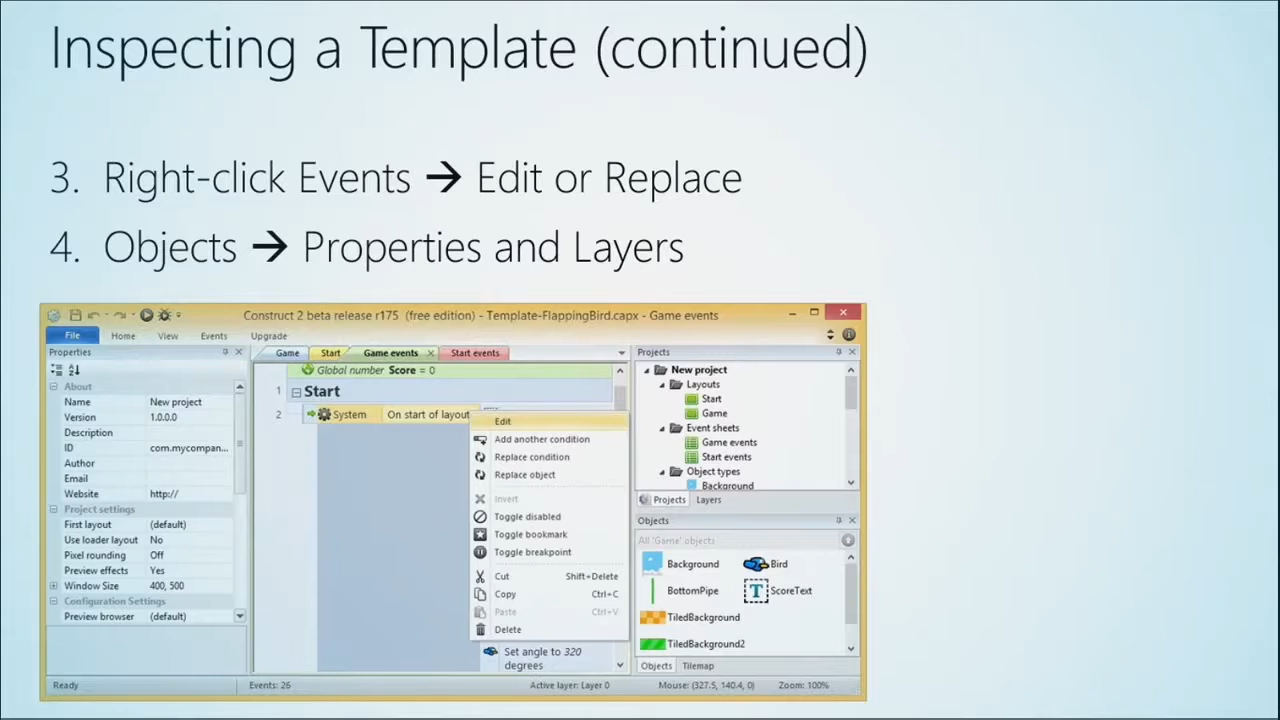 Inspecting a Template (continued)
3. Right-click Events → Edit or Replace
4. Objects → Properties and Layers
Construct 2 beta release r175 (free edition) - Template-FlappingBird.capx - Game events
File Home View Events Upgrade
Properties
About
Name New project
Version 1.0.0.0
Description
ID com.mycompan...
Author
Email
Website http://
Project settings
First layout (default)
Use loader layout No
Pixel rounding Off
Preview effects Yes
Window Size 400, 500
Configuration Settings
Preview browser (default)
Game Start Game events Start events
Global number Score = 0
1 Start
2 System On start of layout
Edit
Add another condition
Replace condition
Replace object
Invert
Toggle disabled
Toggle bookmark
Toggle breakpoint
Cut Shift+Delete
Copy Ctrl+C
Paste Ctrl+V
Delete
Set angle to 320
degrees
Projects
New project
Layouts
Start
Game
Event sheets
Game events
Start events
Object types
Background
Projects Layers
Objects
All 'Game' objects
Background Bird
BottomPipe T ScoreText
TiledBackground
TiledBackground2
Objects Tilemap
Ready Events: 26 Active layer: Layer 0 Mouse: (327.5, 140.4, 0) Zoom: 100%